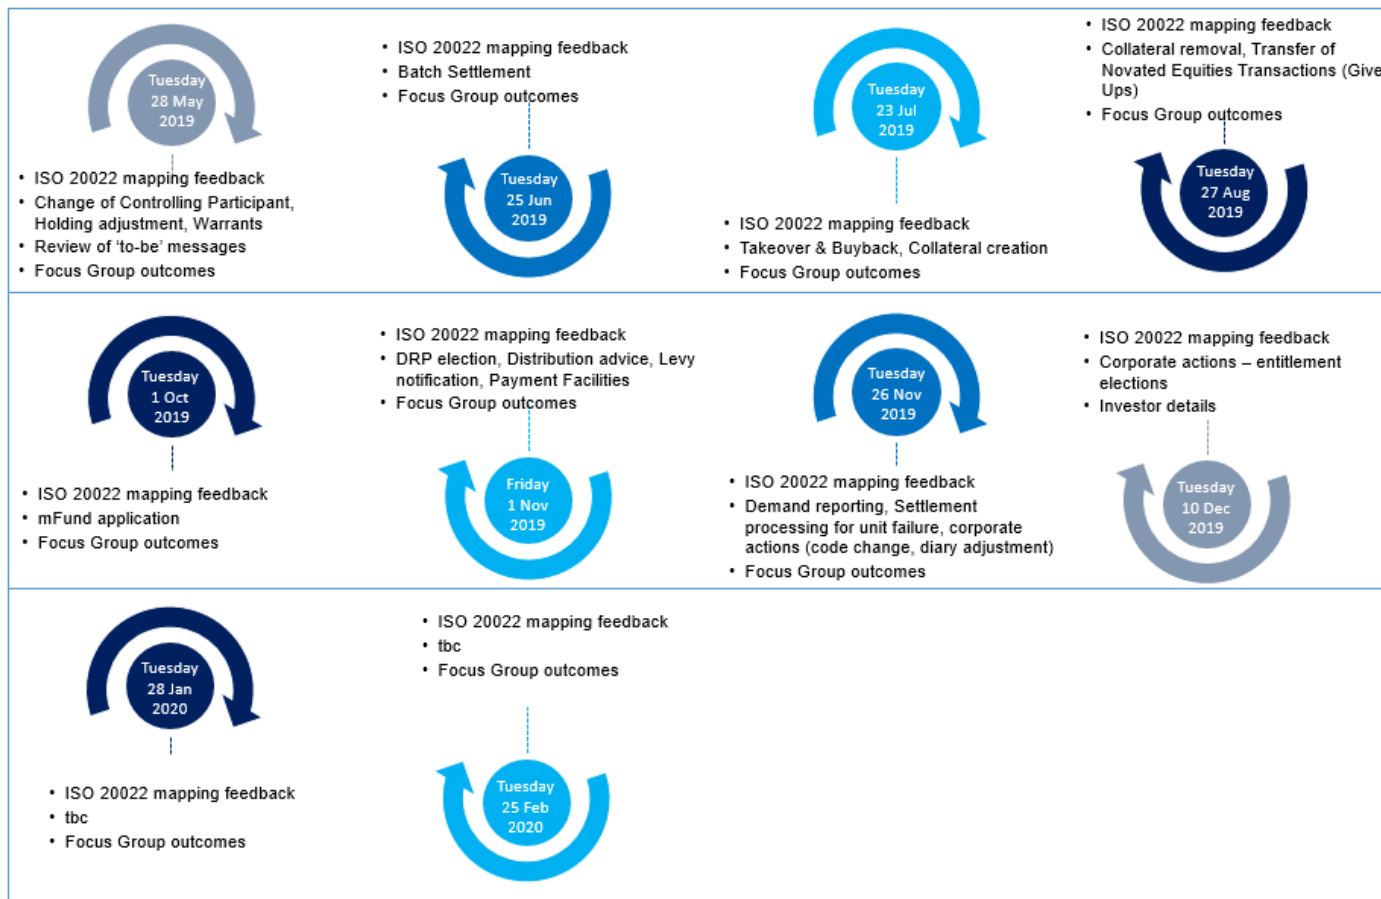 Tuesday
28 May
2019
• ISO 20022 mapping feedback
• Change of Controlling Participant,
Holding adjustment, Warrants
• Review of ‘to-be’ messages
• Focus Group outcomes
• ISO 20022 mapping feedback
• Batch Settlement
• Focus Group outcomes
Tuesday
25 Jun
2019
Tuesday
23 Jul
2019
• ISO 20022 mapping feedback
• Takeover & Buyback, Collateral creation
• Focus Group outcomes
• ISO 20022 mapping feedback
• Collateral removal, Transfer of
Novated Equities Transactions (Give
Ups)
• Focus Group outcomes
Tuesday
27 Aug
2019
Tuesday
1 Oct
2019
• ISO 20022 mapping feedback
• mFund application
• Focus Group outcomes
• ISO 20022 mapping feedback
• DRP election, Distribution advice, Levy
notification, Payment Facilities
• Focus Group outcomes
Friday
1 Nov
2019
Tuesday
26 Nov
2019
• ISO 20022 mapping feedback
• Demand reporting, Settlement
processing for unit failure, corporate
actions (code change, diary adjustment)
• Focus Group outcomes
• ISO 20022 mapping feedback
• Corporate actions – entitlement
elections
• Investor details
Tuesday
10 Dec
2019
Tuesday
28 Jan
2020
• ISO 20022 mapping feedback
• tbc
• Focus Group outcomes
• ISO 20022 mapping feedback
• tbc
• Focus Group outcomes
Tuesday
25 Feb
2020